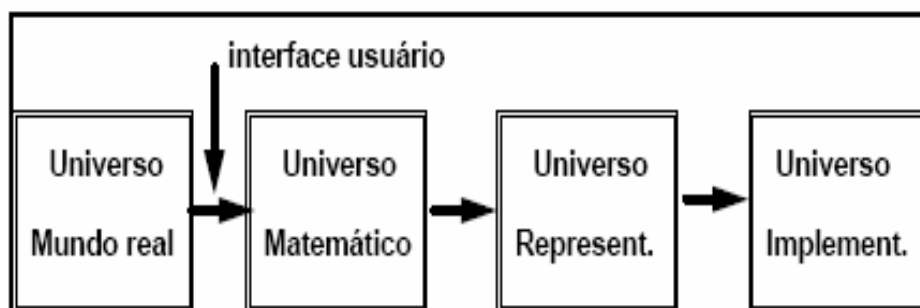 interface usuário
Universo
Mundo real
Universo
Matemático
Universo
Represent.
Universo
Implement.